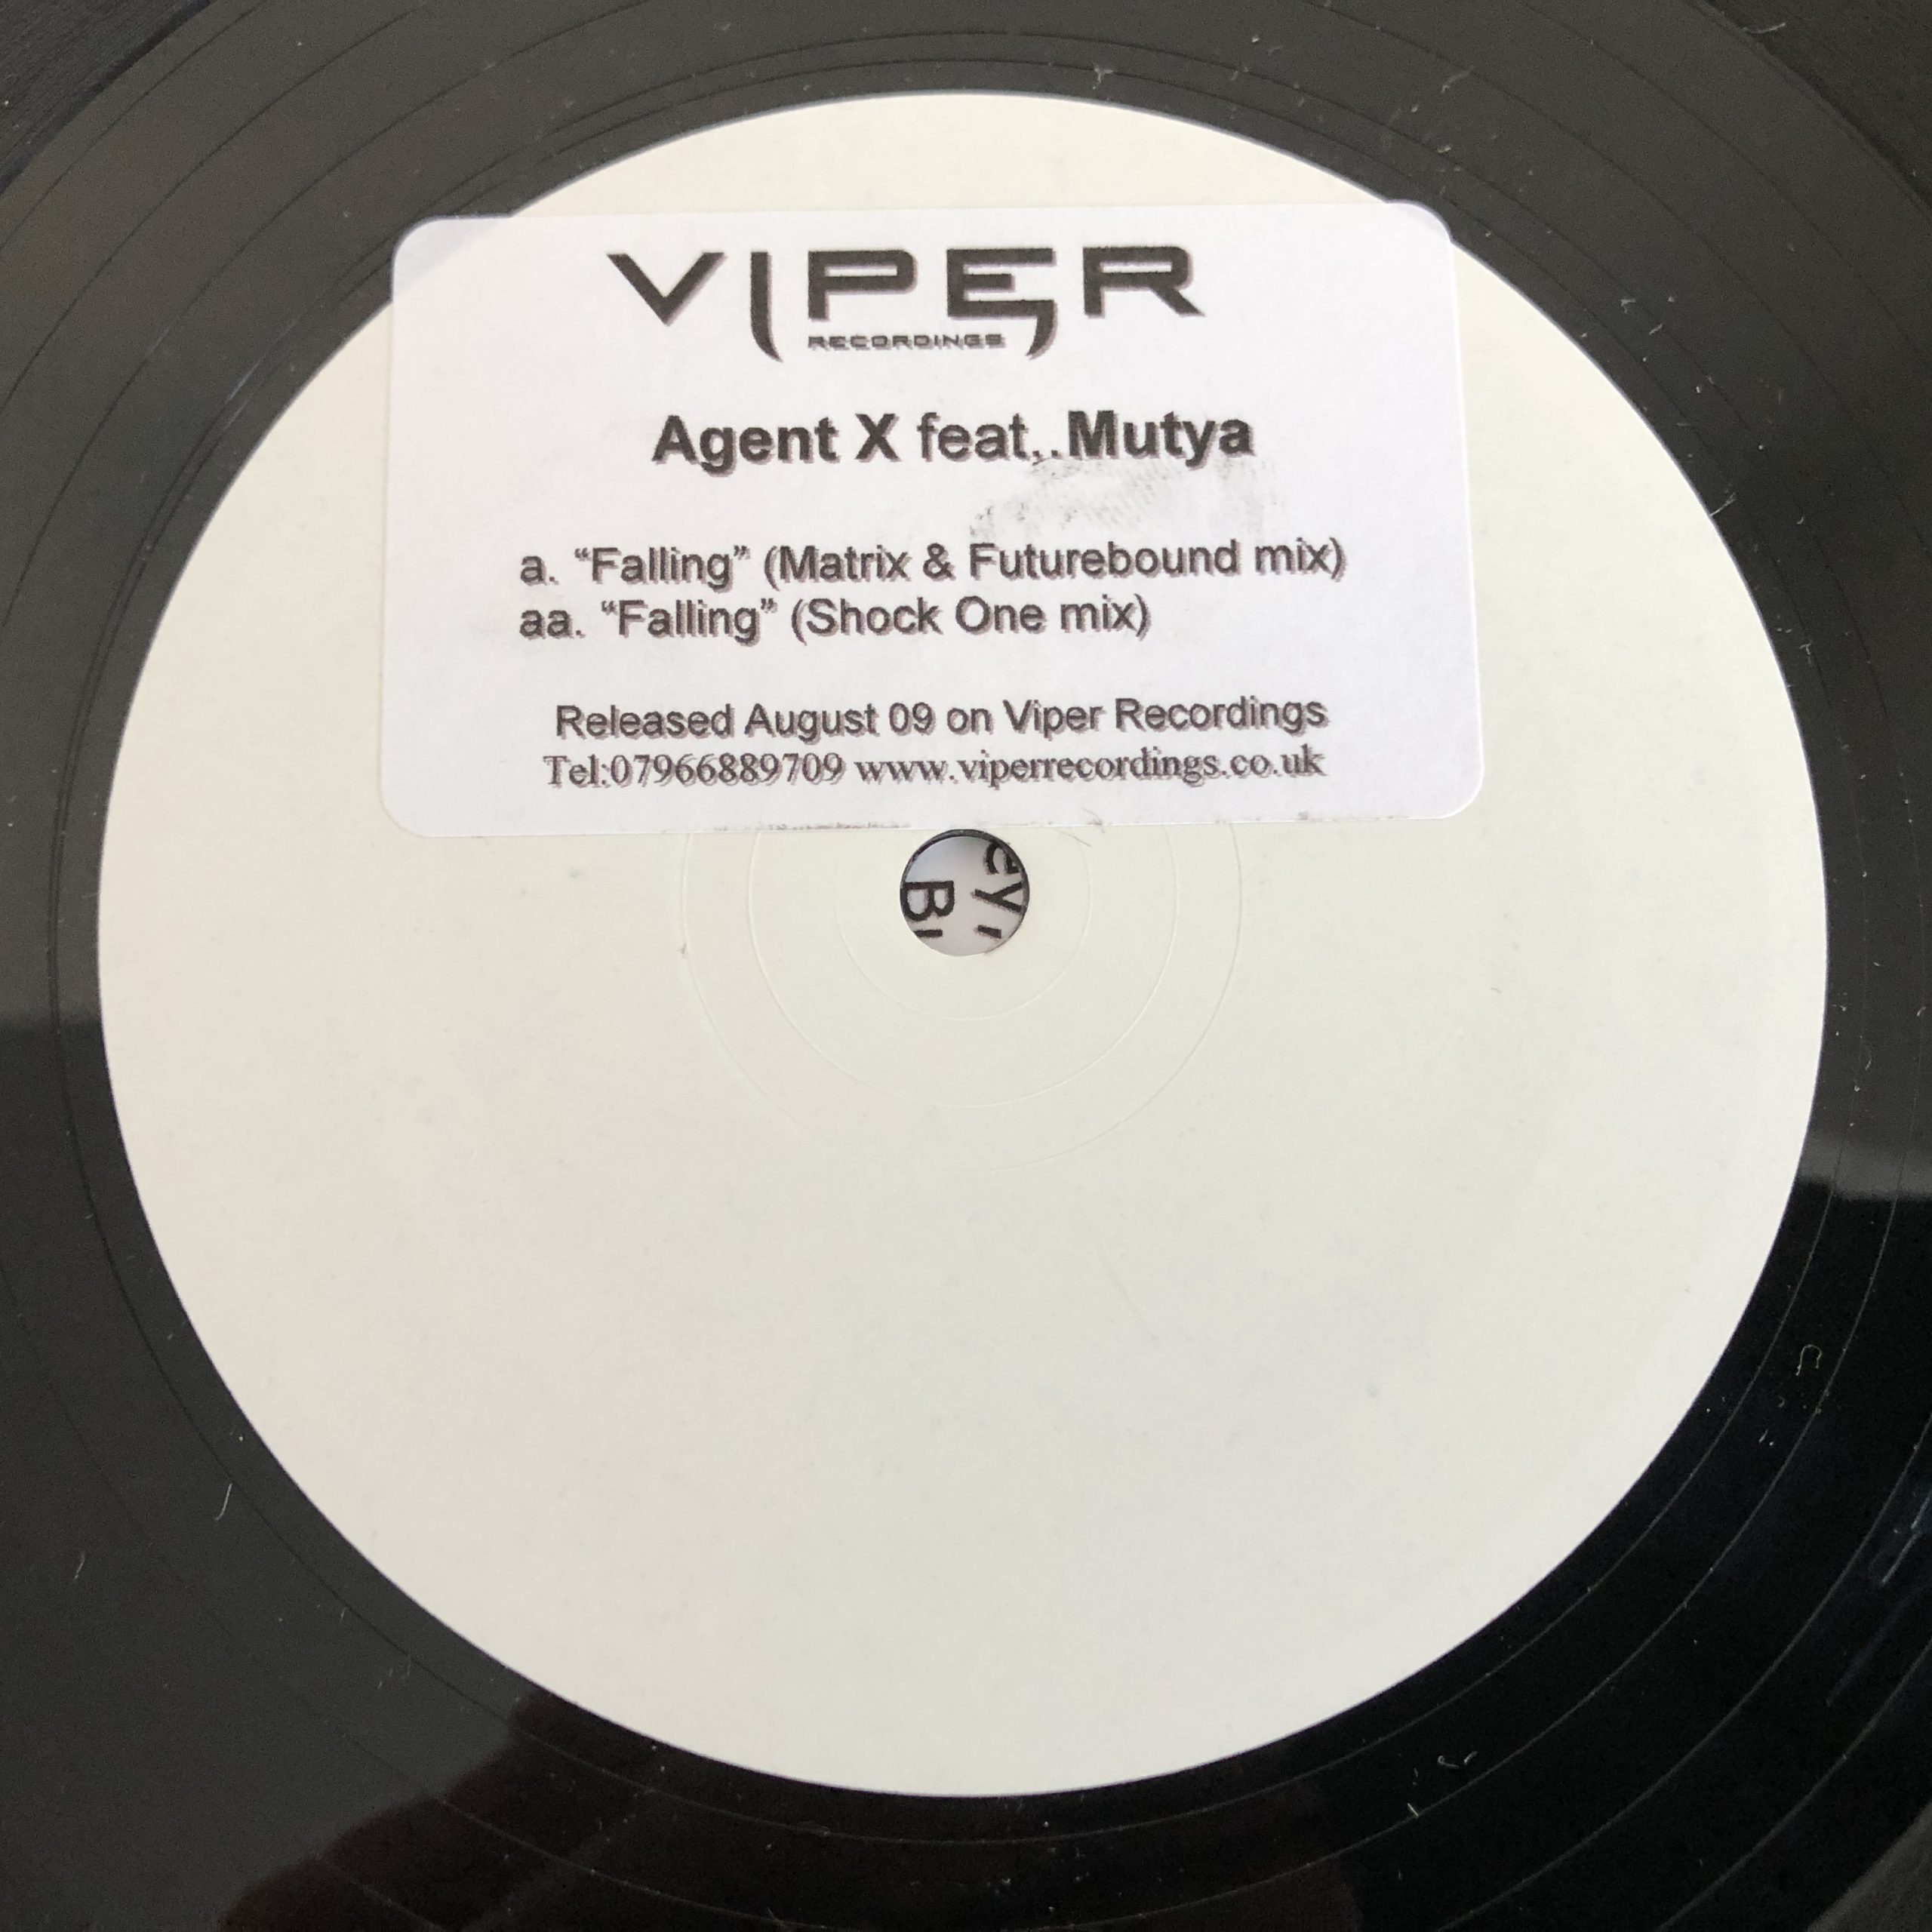 VIPER
RECORDINGS
Agent X feat,..Mutya
a. “Falling” (Matrix & Futurebound mix)
aa. “Falling” (Shock One mix)
Released August 09 on Viper Recordings
Tel:07966889709 www.viperrecordings.co.uk